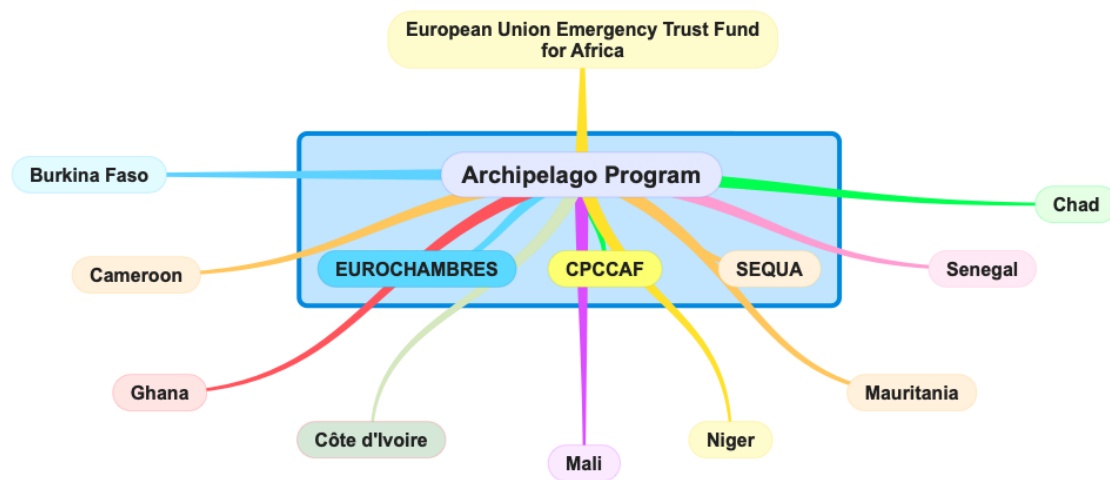 European Union Emergency Trust Fund
for Africa
Archipelago Program
Burkina Faso
Chad
EUROCHAMBRES
CPCCAF
SEQUA
Cameroon
Senegal
Ghana
Mauritania
Côte d'Ivoire
Niger
Mali